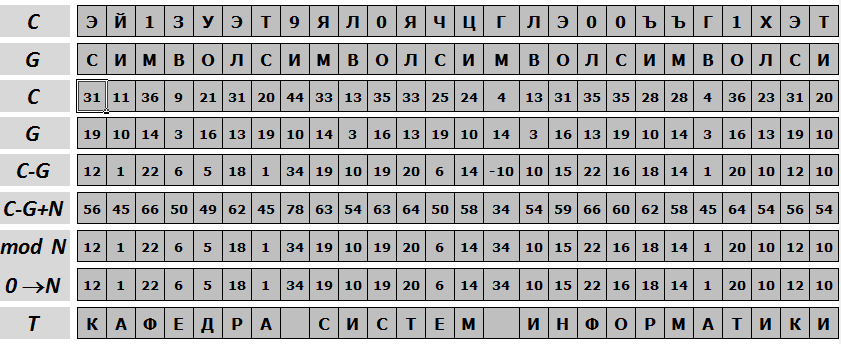 C Э Й 1 З У Э Т 9 Я Л 0 Я Ч Ц Г Л Э 0 0 Ъ Ъ Г 1 Х Э Т
G С И М В О Л С И М В О Л С И М В О Л С И М В О Л С И
C 31 11 36 9 21 31 20 44 33 13 35 33 25 24 4 13 31 35 35 28 28 4 36 23 31 20
G 19 10 14 3 16 13 19 10 14 3 16 13 19 10 14 3 16 13 19 10 14 3 16 13 19 10
C-G 12 1 22 6 5 18 1 34 19 10 19 20 6 14 -10 10 15 22 16 18 14 1 20 10 12 10
C-G+N 56 45 66 50 49 62 45 78 63 54 63 64 50 58 34 54 59 66 60 62 58 45 64 54 56 54
mod N 12 1 22 6 5 18 1 34 19 10 19 20 6 14 34 10 15 22 16 18 14 1 20 10 12 10
0 →N 12 1 22 6 5 18 1 34 19 10 19 20 6 14 34 10 15 22 16 18 14 1 20 10 12 10
T К А Ф Е Д Р А С И С Т Е М И Н Ф О Р М А Т И К И